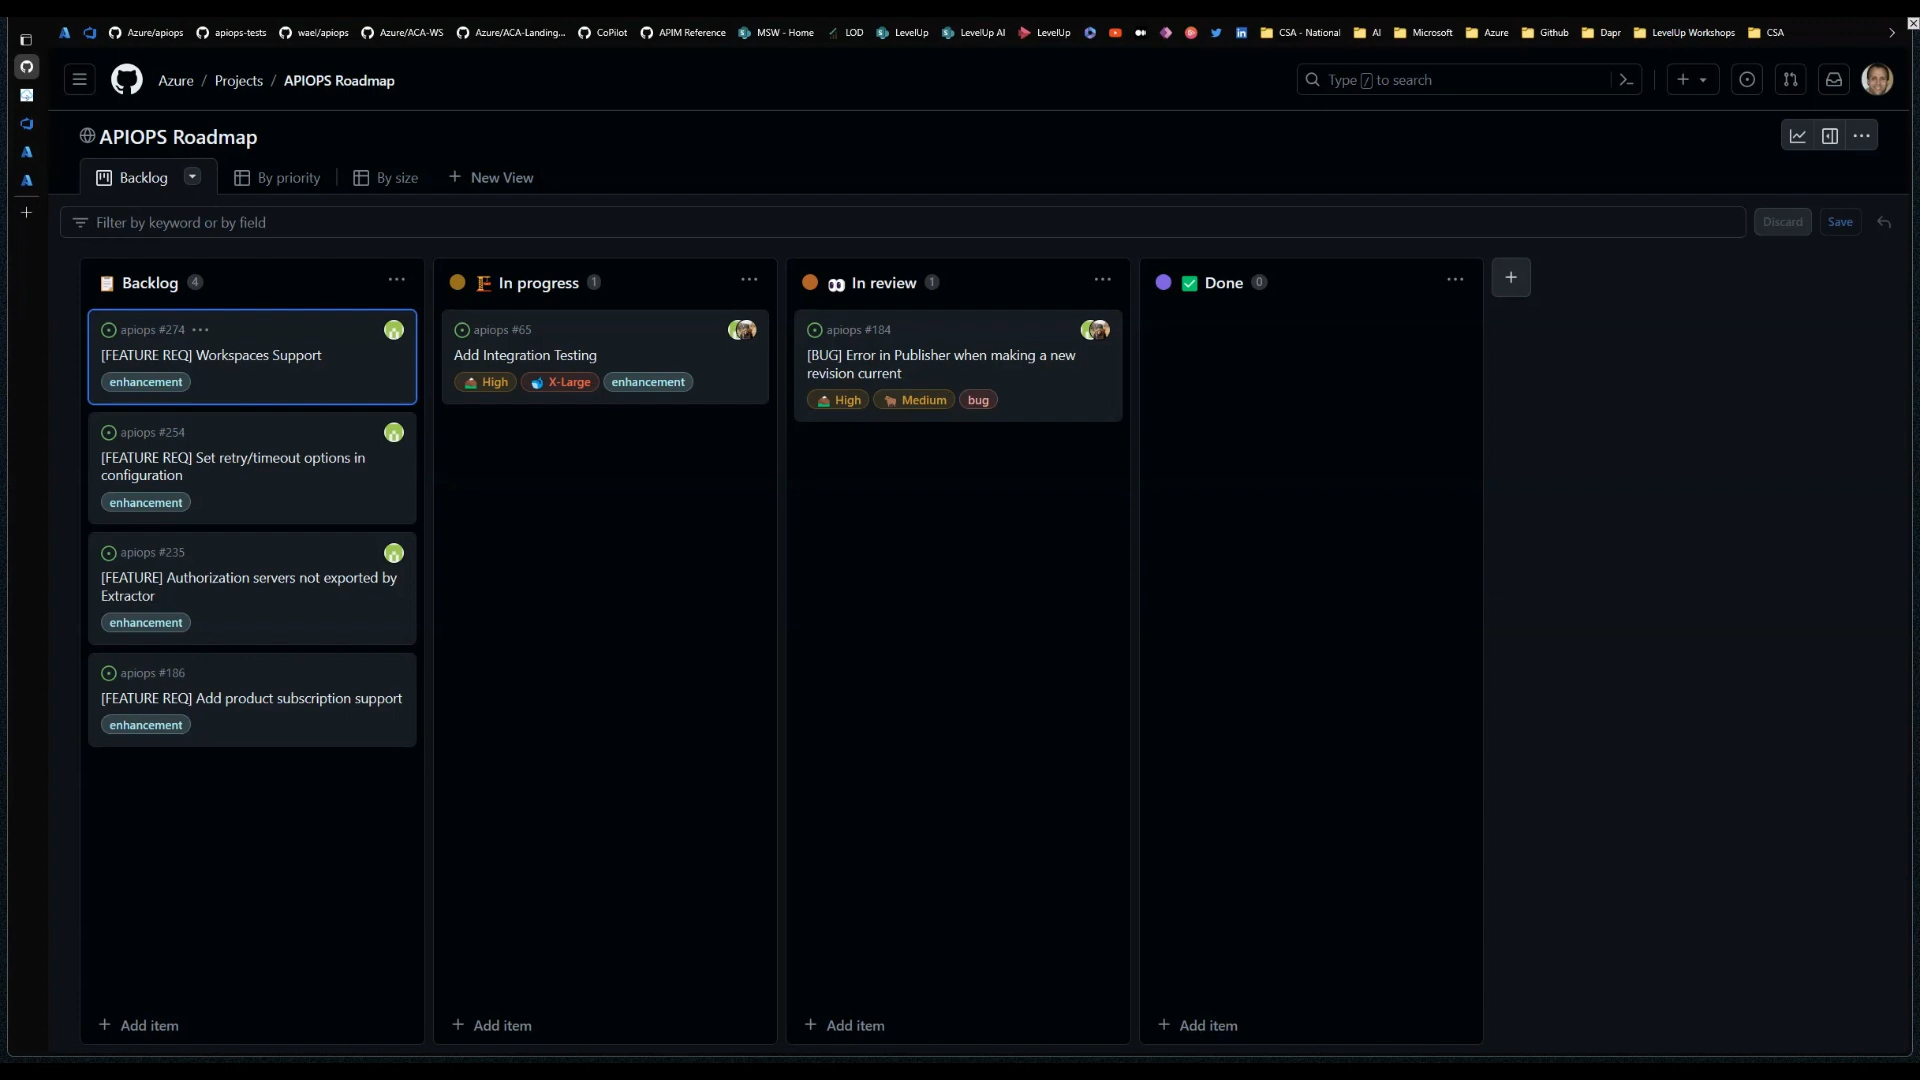 Azure/apiops apiops-tests wael/apiops Azure/ACA-WS Azure/ACA-Landing... CoPilot APIM Reference MSW - Home LOD LevelUp LevelUp AI LevelUp CSA - National AI Microsoft Azure Github Dapr LevelUp Workshops CSA
Azure / Projects / APIOPS Roadmap
Type / to search
APIOPS Roadmap
Backlog By priority By size + New View
Filter by keyword or by field
Discard Save
Backlog 4
apiops #274
[FEATURE REQ] Workspaces Support
enhancement
apiops #254
[FEATURE REQ] Set retry/timeout options in
configuration
enhancement
apiops #235
[FEATURE] Authorization servers not exported by
Extractor
enhancement
apiops #186
[FEATURE REQ] Add product subscription support
enhancement
+ Add item
In progress 1
apiops #65
Add Integration Testing
High X-Large enhancement
+ Add item
In review 1
apiops #184
[BUG] Error in Publisher when making a new
revision current
High Medium bug
+ Add item
Done 0
+ Add item